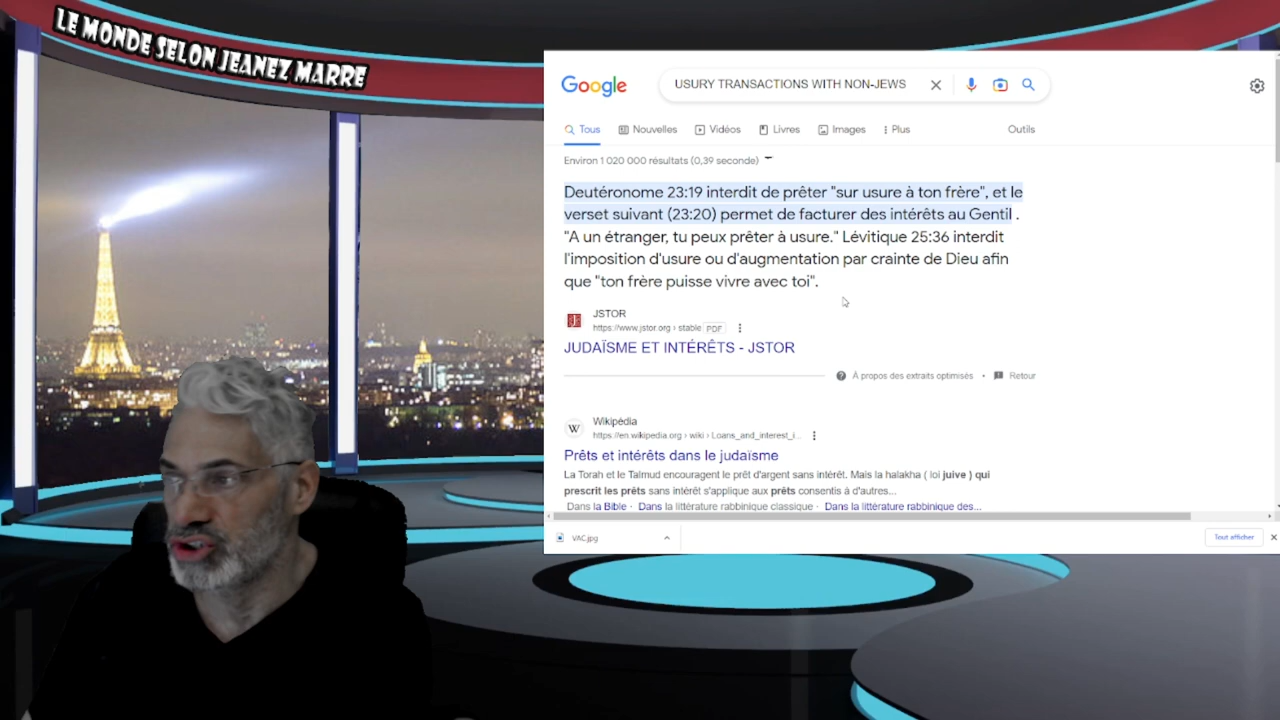 LE MONDE SELON JEANEZ MARRE
Google
USURY TRANSACTIONS WITH NON-JEWS
Tous Nouvelles Vidéos Livres Images Plus Outils
Environ 1 020 000 résultats (0,39 seconde)
Deutéronome 23:19 interdit de prêter "sur usure à ton frère", et le
verset suivant (23:20) permet de facturer des intérêts au Gentil .
"A un étranger, tu peux prêter à usure." Lévitique 25:36 interdit
l'imposition d'usure ou d'augmentation par crainte de Dieu afin
que "ton frère puisse vivre avec toi".
JSTOR
https://www.jstor.org › stable PDF
JUDAÏSME ET INTÉRÊTS - JSTOR
À propos des extraits optimisés • Retour
W
Wikipédia
https://en.wikipedia.org › wiki › Loans_and_interest_i...
Prêts et intérêts dans le judaïsme
La Torah et le Talmud encouragent le prêt d'argent sans intérêt. Mais la halakha ( loi juive ) qui
prescrit les prêts sans intérêt s'applique aux prêts consentis à d'autres...
Dans la Bible · Dans la littérature rabbinique classique · Dans la littérature rabbinique des...
VAC.jpg
Tout afficher